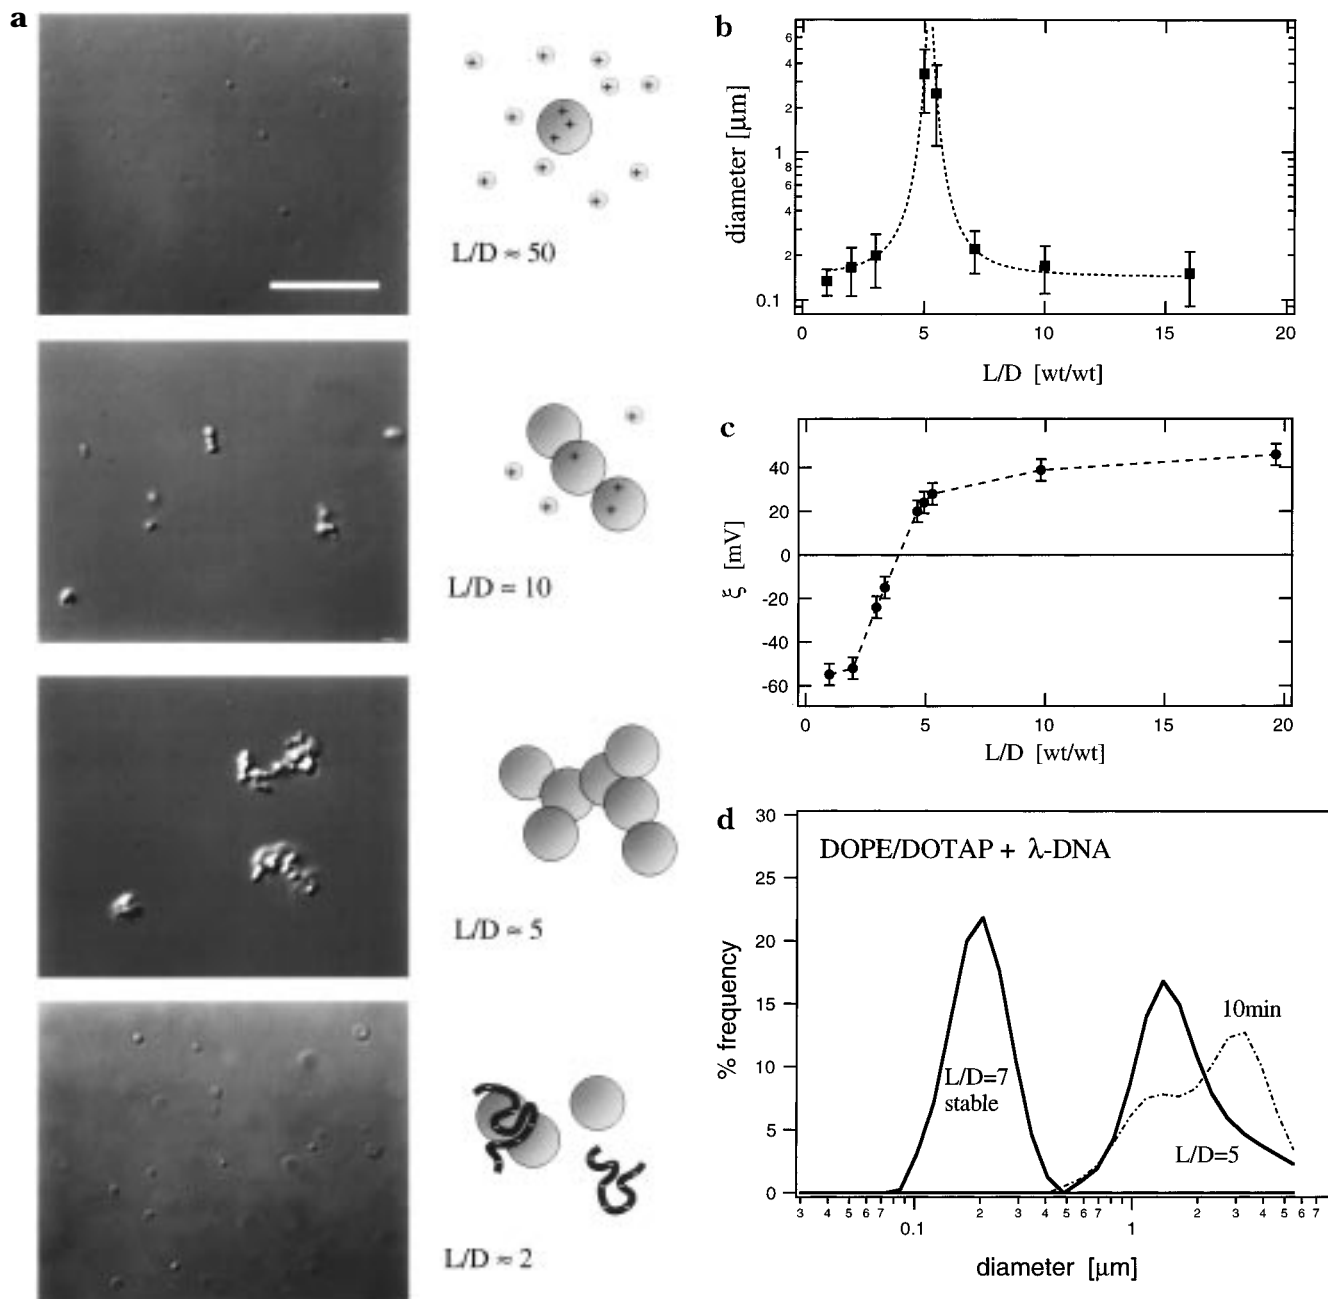 a
+ + + + + + + + + + + + +
L/D ≈ 50
+ + + + + +
L/D = 10
L/D ≈ 5
L/D ≈ 2
b
diameter [µm]
6
4
2
1
8
6
4
2
0.1
0 5 10 15 20
L/D [wt/wt]
c
ξ [mV]
40
20
0
-20
-40
-60
0 5 10 15 20
L/D [wt/wt]
d
DOPE/DOTAP + λ-DNA
% frequency
30
25
20
15
10
5
0
10min
L/D=7
stable
L/D=5
3 4 5 6 7 0.1 2 3 4 5 6 7 1 2 3 4 5 6 7
diameter [µm]